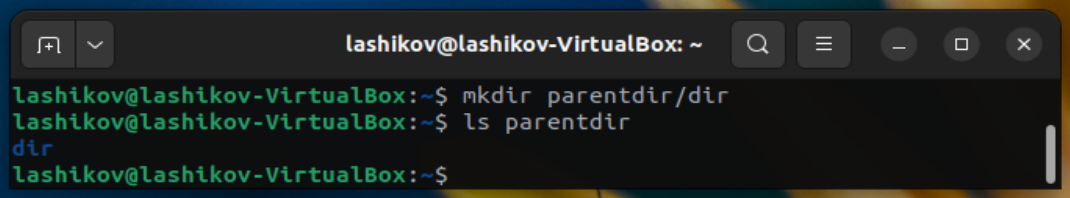 lashikov@lashikov-VirtualBox: ~
lashikov@lashikov-VirtualBox:~$ mkdir parentdir/dir
lashikov@lashikov-VirtualBox:~$ ls parentdir
dir
lashikov@lashikov-VirtualBox:~$